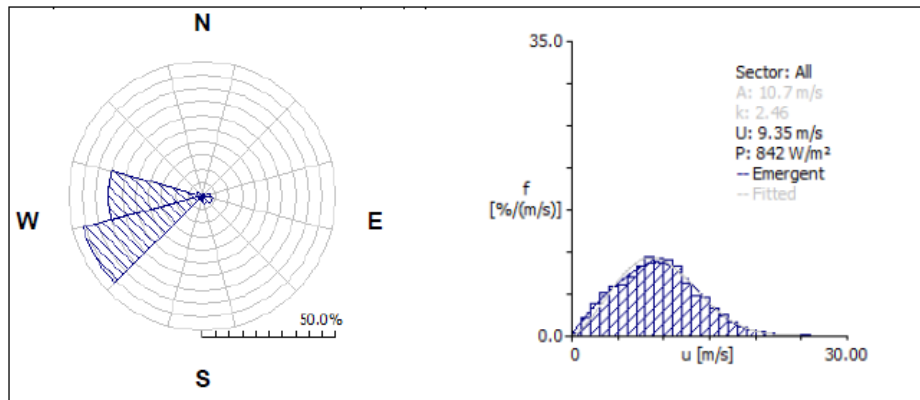 N
W
E
S
50.0%
35.0
f
[%/(m/s)]
0.0
0
u [m/s]
30.00
Sector: All
A: 10.7 m/s
k: 2.46
U: 9.35 m/s
P: 842 W/m²
--Emergent
--Fitted